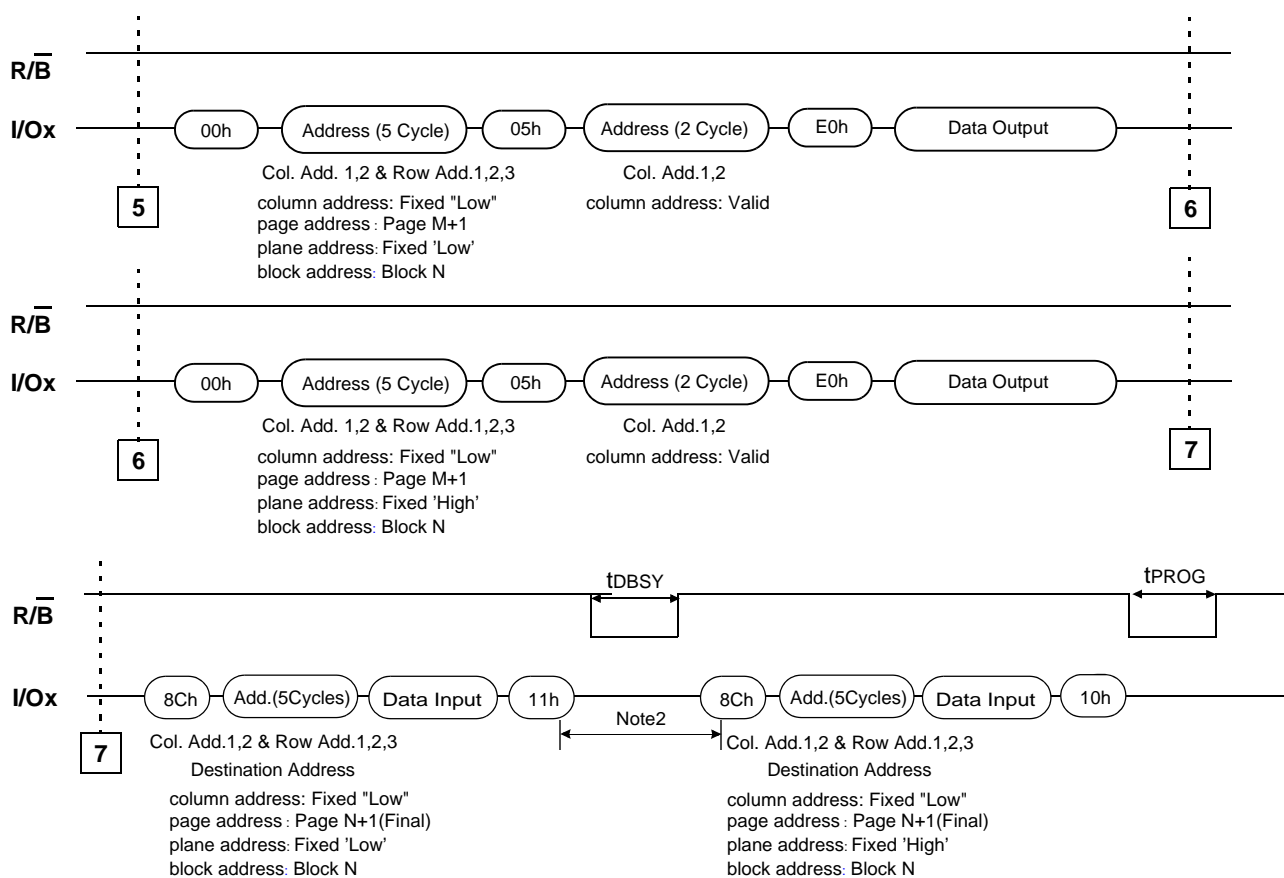 R/B
I/Ox
00h
Address (5 Cycle)
05h
Address (2 Cycle)
E0h
Data Output
Col. Add. 1,2 & Row Add.1,2,3
Col. Add.1,2
column address: Fixed "Low"
column address: Valid
page address : Page M+1
plane address: Fixed 'Low'
block address: Block N
5
6
R/B
I/Ox
00h
Address (5 Cycle)
05h
Address (2 Cycle)
E0h
Data Output
Col. Add. 1,2 & Row Add.1,2,3
Col. Add.1,2
column address: Fixed "Low"
column address: Valid
page address : Page M+1
plane address: Fixed 'High'
block address: Block N
6
7
tDBSY
tPROG
R/B
I/Ox
8Ch
Add.(5Cycles)
Data Input
11h
Note2
8Ch
Add.(5Cycles)
Data Input
10h
7
Col. Add.1,2 & Row Add.1,2,3
Destination Address
column address: Fixed "Low"
page address : Page N+1(Final)
plane address: Fixed 'Low'
block address: Block N
Col. Add.1,2 & Row Add.1,2,3
Destination Address
column address: Fixed "Low"
page address : Page N+1(Final)
plane address: Fixed 'High'
block address: Block N